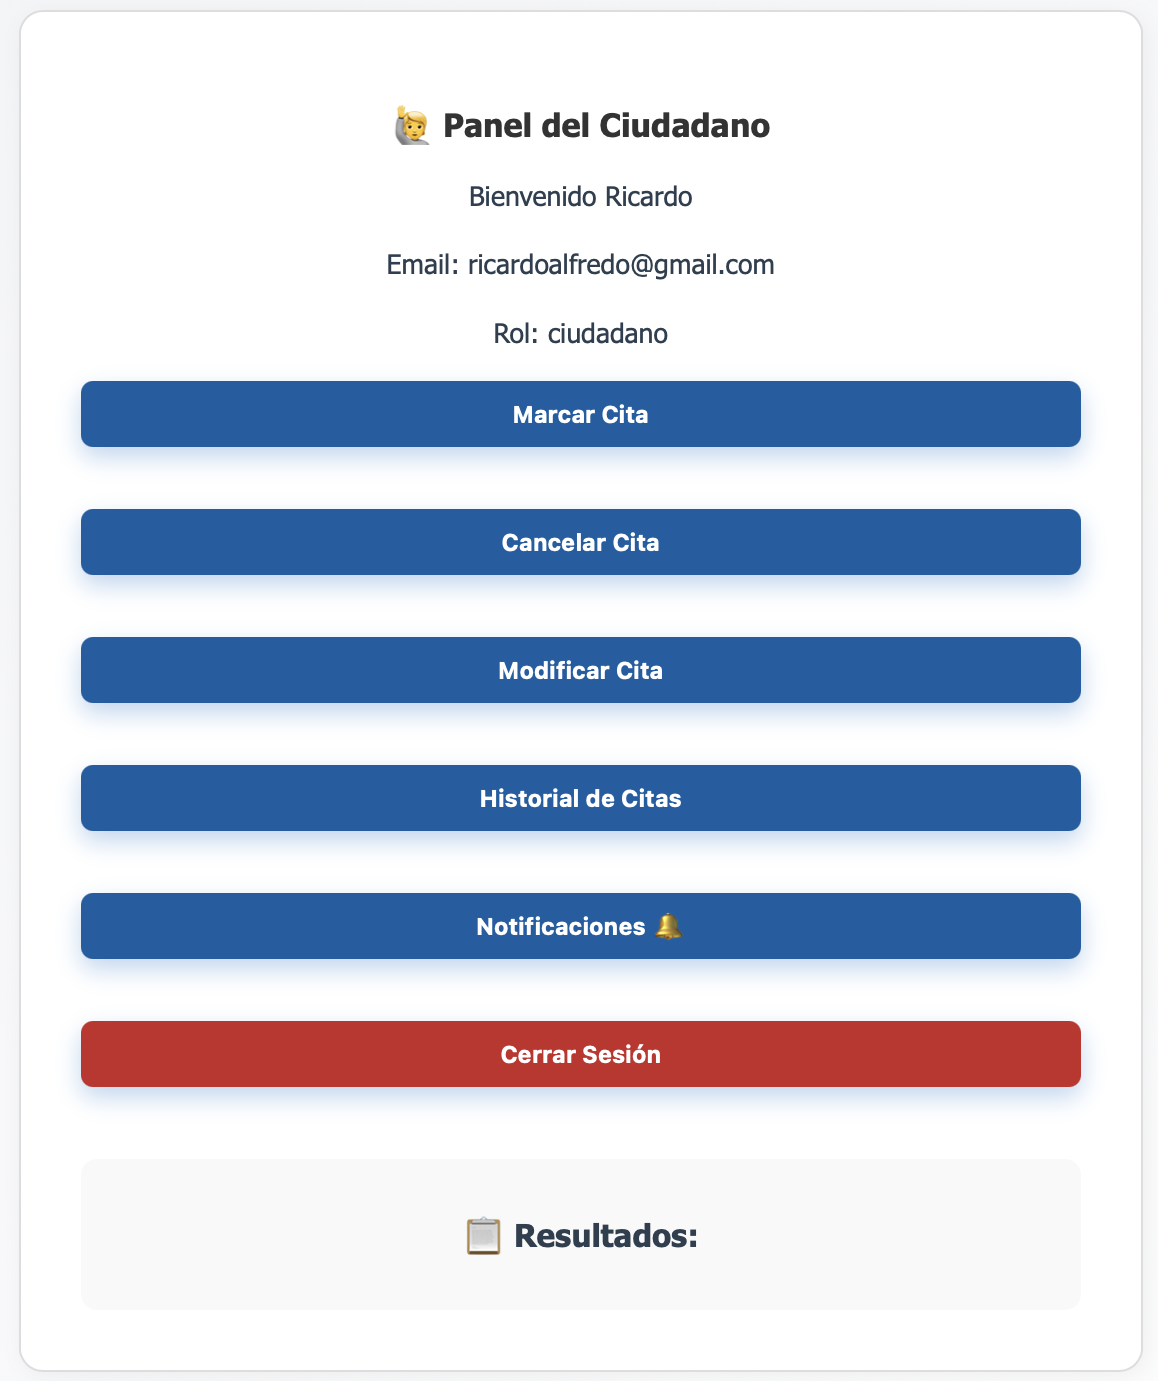 Panel del Ciudadano
Bienvenido Ricardo
Email: ricardoalfredo@gmail.com
Rol: ciudadano
Marcar Cita
Cancelar Cita
Modificar Cita
Historial de Citas
Notificaciones 🔔
Cerrar Sesión
📋 Resultados: